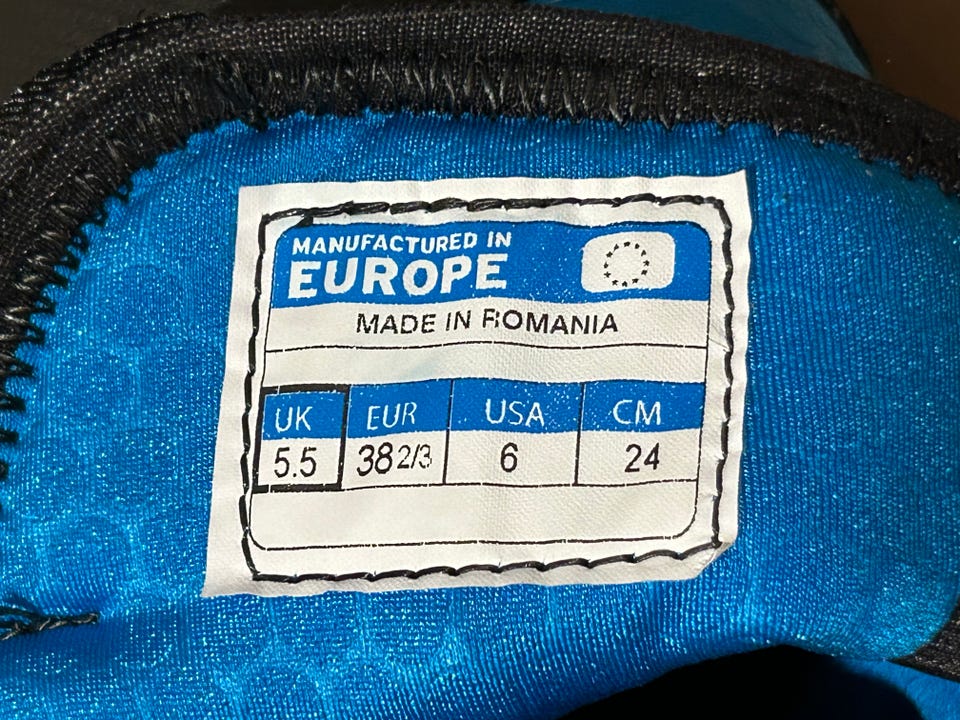 MANUFACTURED IN
EUROPE
MADE IN ROMANIA
UK EUR USA CM
5.5 38 2/3 6 24